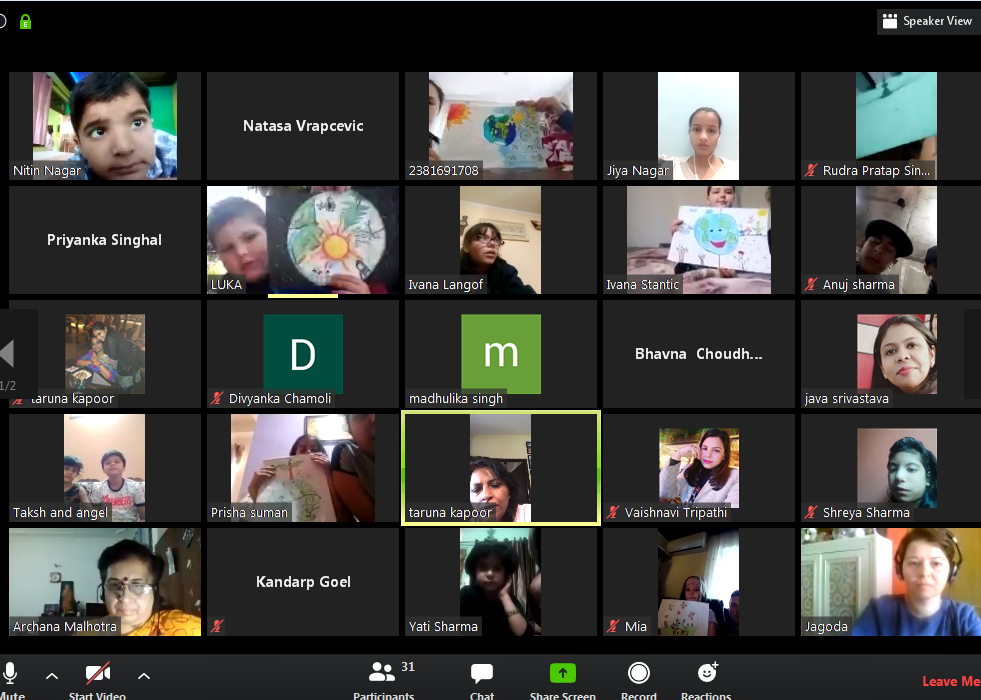 E
Speaker View
Nitin Nagar
Natasa Vrapcevic
2381691708
Jiya Nagar
Rudra Pratap Sin...
Priyanka Singhal
LUKA
Ivana Langof
Ivana Stantic
Anuj sharma
1/2
taruna kapoor
D
Divyanka Chamoli
m
madhulika singh
Bhavna Choudh...
java srivastava
Taksh and angel
Prisha suman
taruna kapoor
Vaishnavi Tripathi
Shreya Sharma
Archana Malhotra
Kandarp Goel
Yati Sharma
Mia
Jagoda
Mute
Start Video
31
Participants
Chat
Share Screen
Record
Reactions
Leave Me